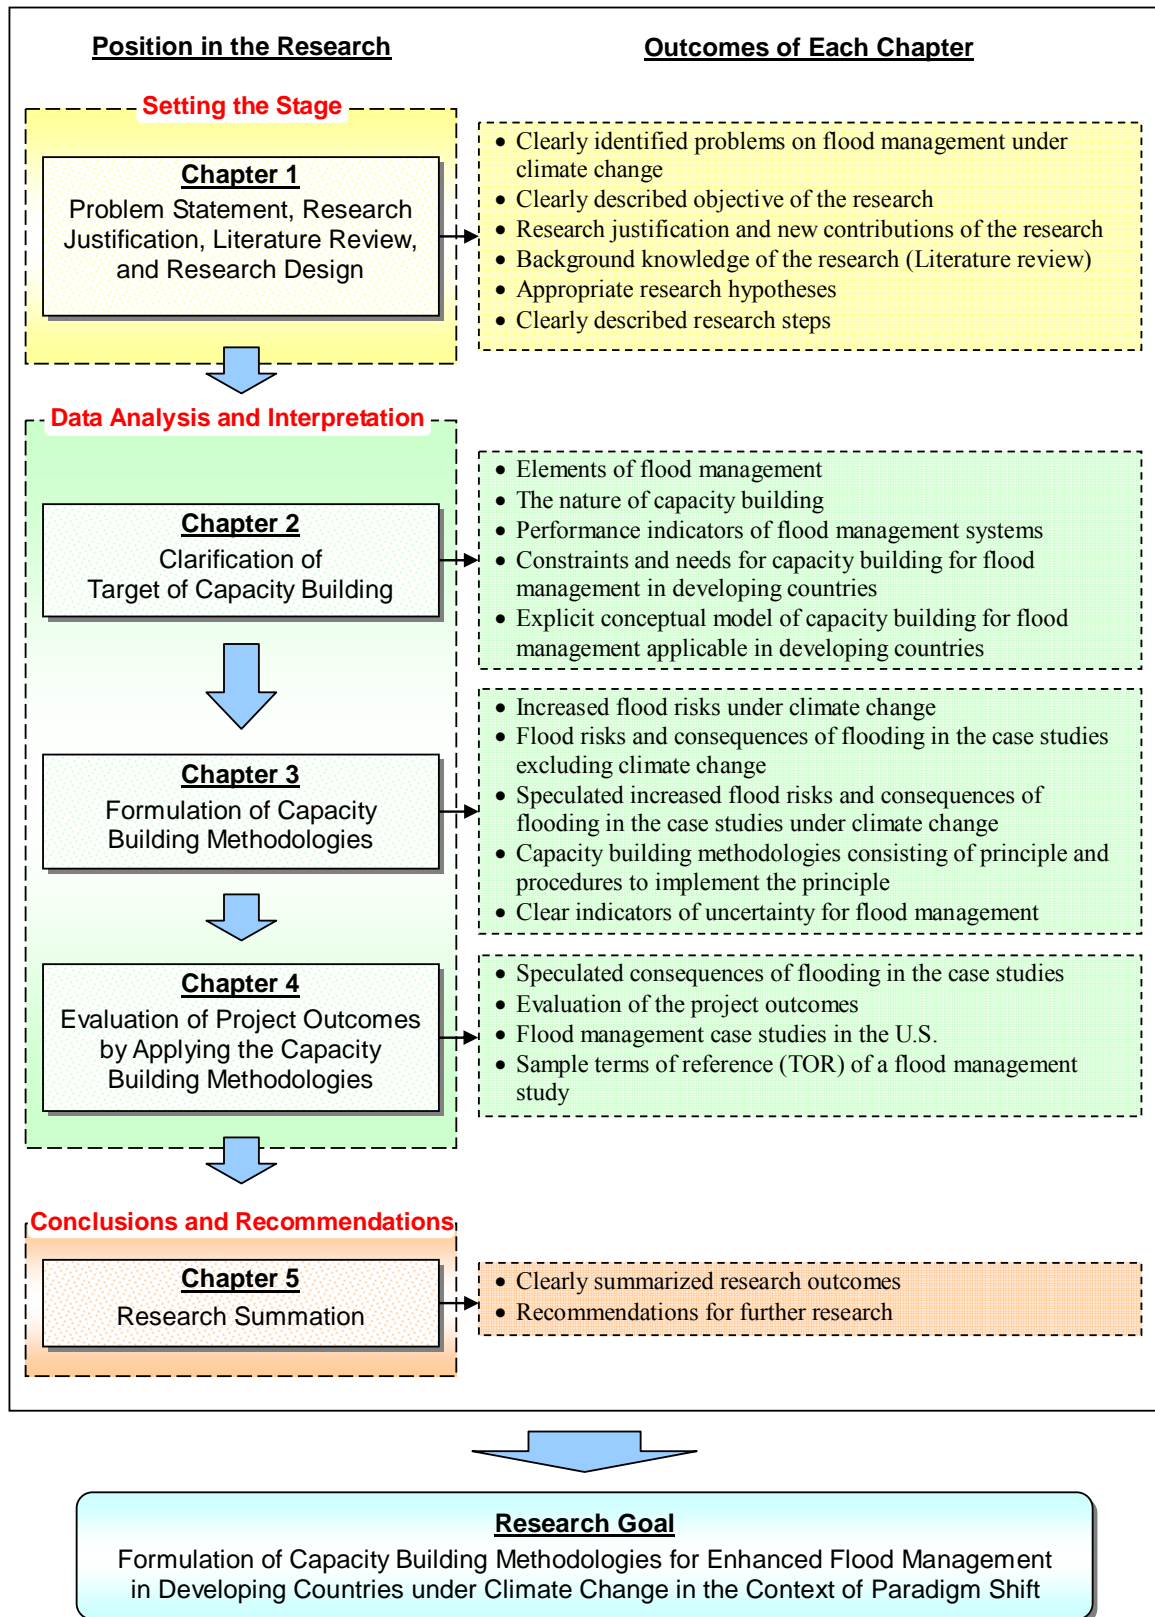 Position in the Research
Outcomes of Each Chapter
Setting the Stage
Chapter 1
Problem Statement, Research
Justification, Literature Review,
and Research Design
• Clearly identified problems on flood management under
climate change
• Clearly described objective of the research
• Research justification and new contributions of the research
• Background knowledge of the research (Literature review)
• Appropriate research hypotheses
• Clearly described research steps
Data Analysis and Interpretation
Chapter 2
Clarification of
Target of Capacity Building
• Elements of flood management
• The nature of capacity building
• Performance indicators of flood management systems
• Constraints and needs for capacity building for flood
management in developing countries
• Explicit conceptual model of capacity building for flood
management applicable in developing countries
Chapter 3
Formulation of Capacity
Building Methodologies
• Increased flood risks under climate change
• Flood risks and consequences of flooding in the case studies
excluding climate change
• Speculated increased flood risks and consequences of
flooding in the case studies under climate change
• Capacity building methodologies consisting of principle and
procedures to implement the principle
• Clear indicators of uncertainty for flood management
Chapter 4
Evaluation of Project Outcomes
by Applying the Capacity
Building Methodologies
• Speculated consequences of flooding in the case studies
• Evaluation of the project outcomes
• Flood management case studies in the U.S.
• Sample terms of reference (TOR) of a flood management
study
Conclusions and Recommendations
Chapter 5
Research Summation
• Clearly summarized research outcomes
• Recommendations for further research
Research Goal
Formulation of Capacity Building Methodologies for Enhanced Flood Management
in Developing Countries under Climate Change in the Context of Paradigm Shift